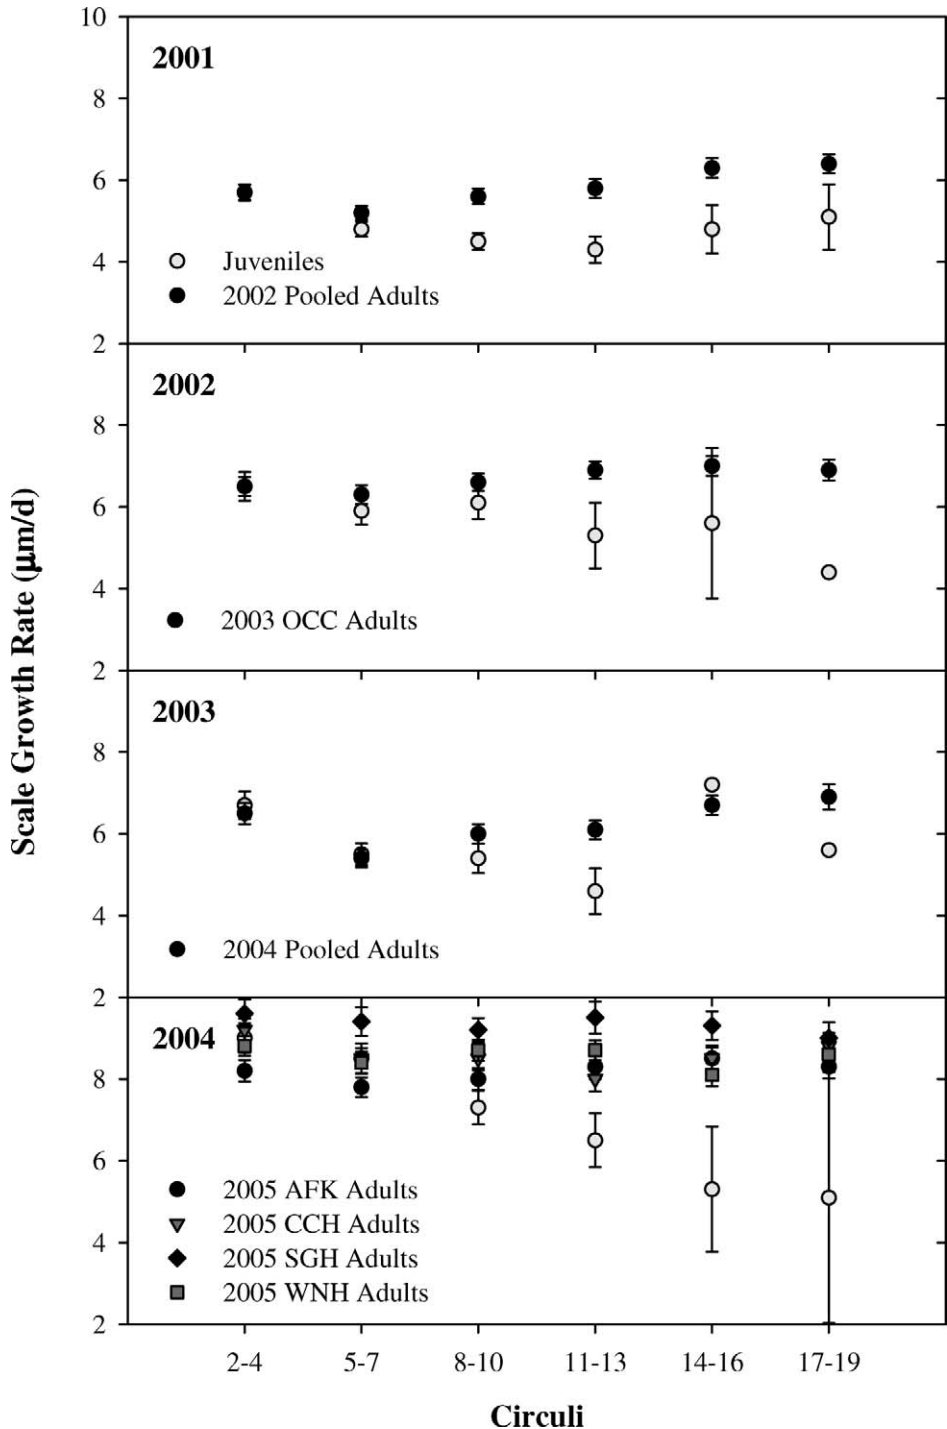 10
2001
8
6
4
Juveniles
2002 Pooled Adults
2
2002
8
6
4
2003 OCC Adults
2
2003
8
6
4
2004 Pooled Adults
2
2004
8
6
2005 AFK Adults
2005 CCH Adults
4
2005 SGH Adults
2005 WNH Adults
2
2-4 5-7 8-10 11-13 14-16 17-19
Circuli
Scale Growth Rate (μm/d)